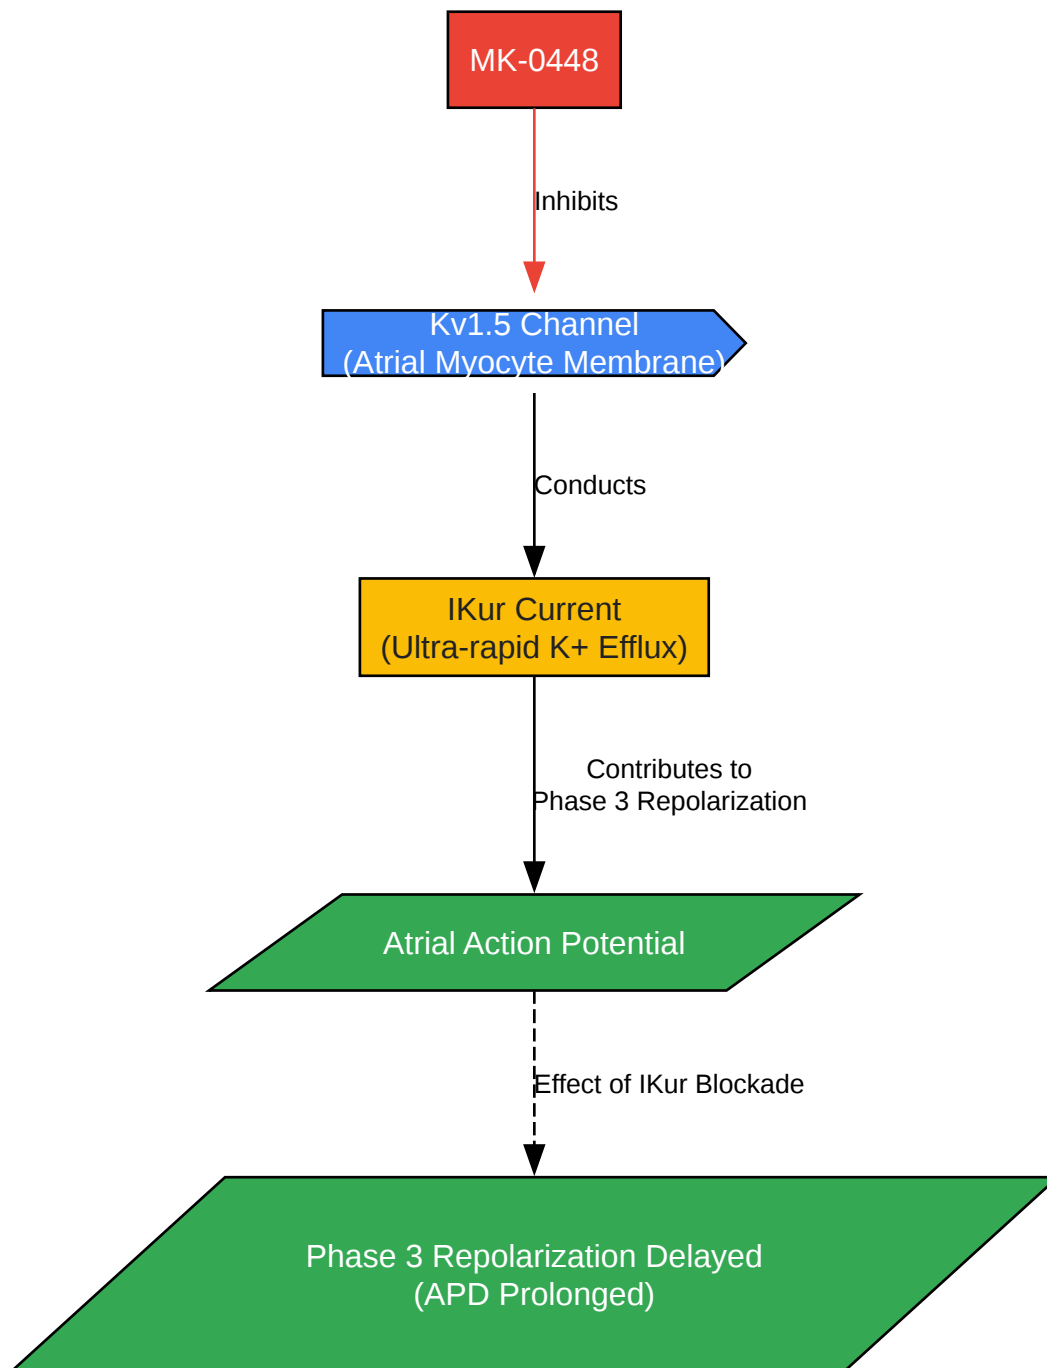 MK-0448
Inhibits
Kv1.5 Channel
(Atrial Myocyte Membrane)
Conducts
IKur Current
(Ultra-rapid K+ Efflux)
Contributes to
Phase 3 Repolarization
Atrial Action Potential
Effect of IKur Blockade
Phase 3 Repolarization Delayed
(APD Prolonged)